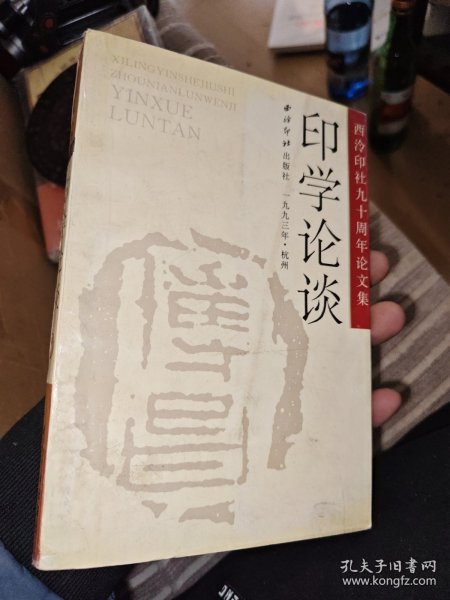 XILINGYINSHEJIUSHI
ZHOUNIANLUNWENJI
YINXUE
LUNTAN
西泠印社九十周年论文集
印学论谈
西泠印社出版社 一九九三年·杭州
孔夫子旧书网
www.kongfz.com